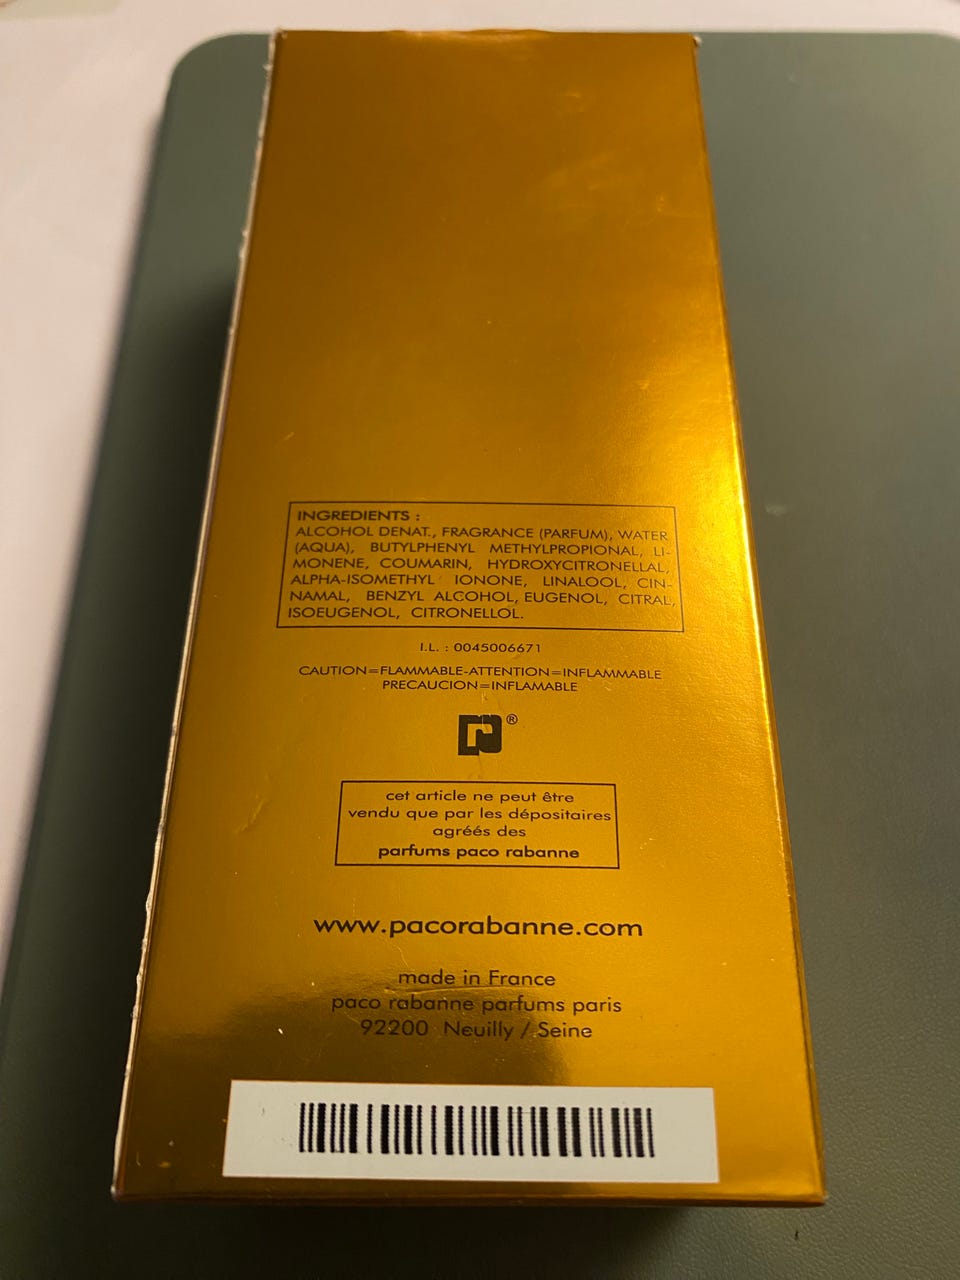 INGREDIENTS :
ALCOHOL DENAT., FRAGRANCE (PARFUM), WATER
(AQUA), BUTYLPHENYL METHYLPROPIONAL, LI-
MONENE, COUMARIN, HYDROXYCITRONELLAL,
ALPHA-ISOMETHYL IONONE, LINALOOL, CIN-
NAMAL, BENZYL ALCOHOL, EUGENOL, CITRAL,
ISOEUGENOL, CITRONELLOL.
I.L. : 0045006671
CAUTION=FLAMMABLE-ATTENTION=INFLAMMABLE
PRECAUCION=INFLAMABLE
®
cet article ne peut être
vendu que par les dépositaires
agréés des
parfums paco rabanne
www.pacorabanne.com
made in France
paco rabanne parfums paris
92200 Neuilly / Seine